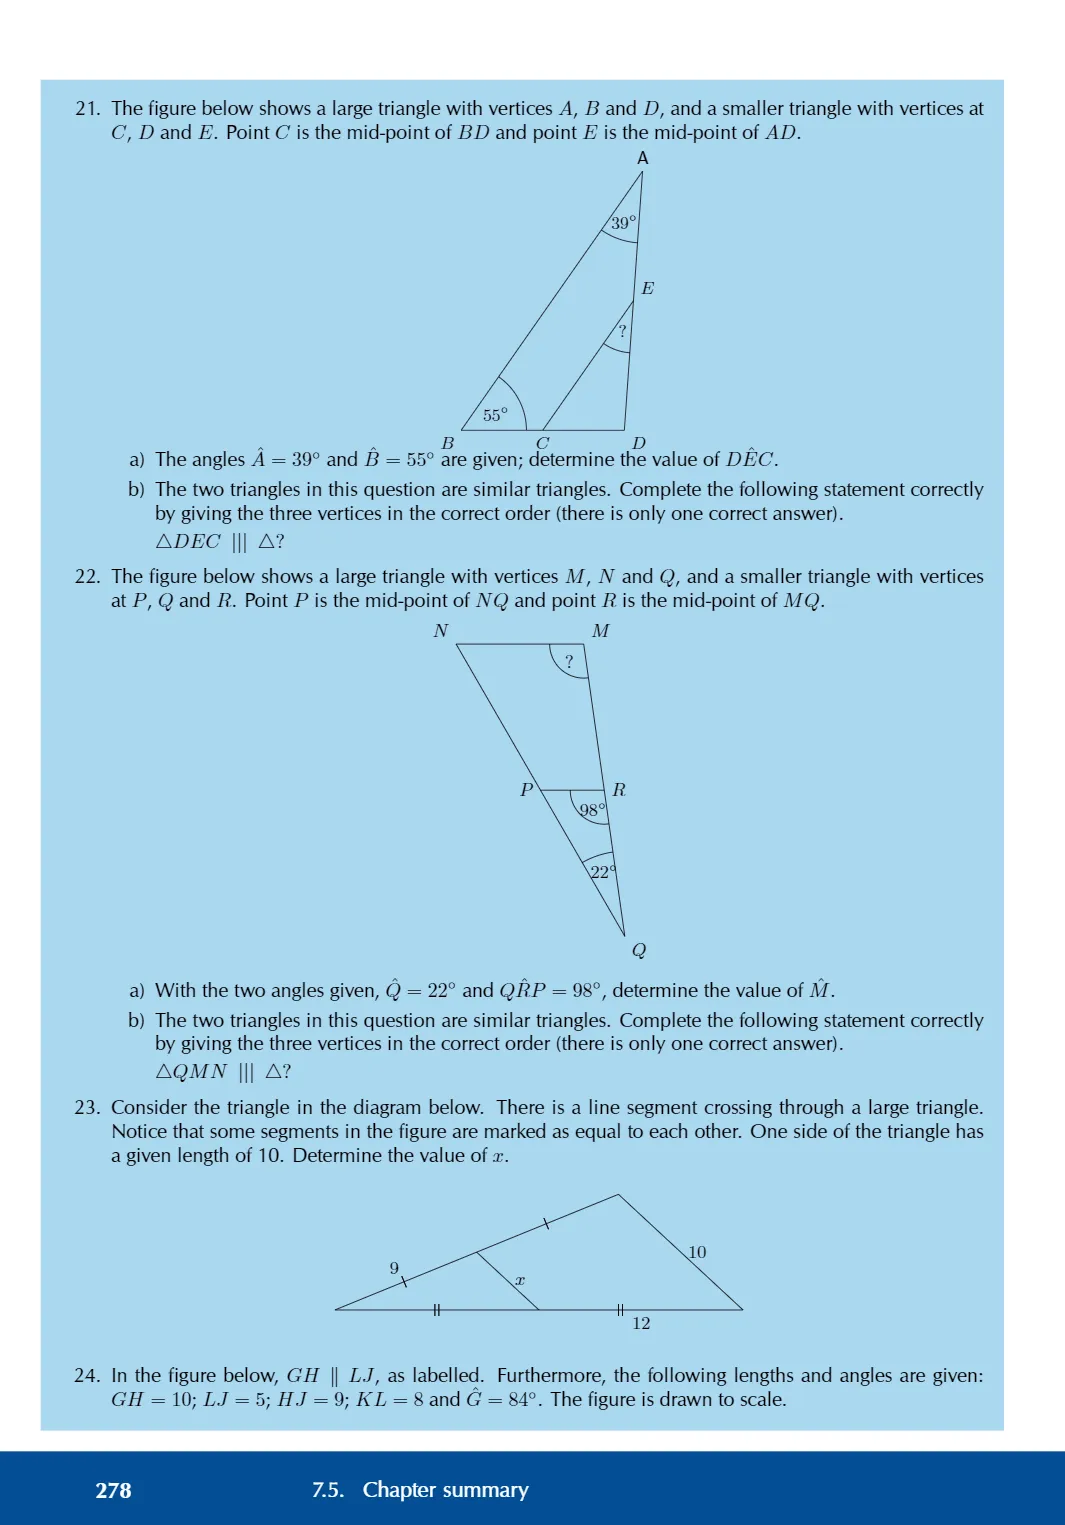 21. The figure below shows a large triangle with vertices A, B and D, and a smaller triangle with vertices at
C, D and E. Point C is the mid-point of BD and point E is the mid-point of AD.
A
39°
E
?
55°
B
C
D
a) The angles Â = 39° and B̂ = 55° are given; determine the value of DÊC.
b) The two triangles in this question are similar triangles. Complete the following statement correctly
by giving the three vertices in the correct order (there is only one correct answer).
△DEC ||| △?
22. The figure below shows a large triangle with vertices M, N and Q, and a smaller triangle with vertices
at P, Q and R. Point P is the mid-point of NQ and point R is the mid-point of MQ.
N
M
?
P
R
98°
22°
Q
a) With the two angles given, Q̂ = 22° and QR̂P = 98°, determine the value of M̂.
b) The two triangles in this question are similar triangles. Complete the following statement correctly
by giving the three vertices in the correct order (there is only one correct answer).
△QMN ||| △?
23. Consider the triangle in the diagram below. There is a line segment crossing through a large triangle.
Notice that some segments in the figure are marked as equal to each other. One side of the triangle has
a given length of 10. Determine the value of x.
10
9
x
12
24. In the figure below, GH ∥ LJ, as labelled. Furthermore, the following lengths and angles are given:
GH = 10; LJ = 5; HJ = 9; KL = 8 and Ĝ = 84°. The figure is drawn to scale.
278
7.5. Chapter summary